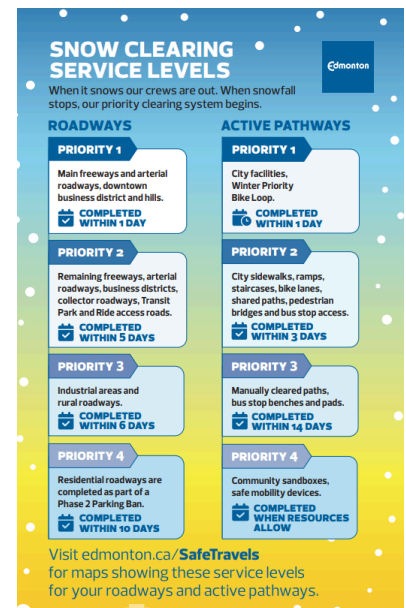 SNOW CLEARING
SERVICE LEVELS
Edmonton
When it snows our crews are out. When snowfall
stops, our priority clearing system begins.
ROADWAYS
PRIORITY 1
Main freeways and arterial
roadways, downtown
business district and hills.
COMPLETED
WITHIN 1 DAY
PRIORITY 2
Remaining freeways, arterial
roadways, business districts,
collector roadways, Transit
Park and Ride access roads.
COMPLETED
WITHIN 5 DAYS
PRIORITY 3
Industrial areas and
rural roadways.
COMPLETED
WITHIN 6 DAYS
PRIORITY 4
Residential roadways are
completed as part of a
Phase 2 Parking Ban.
COMPLETED
WITHIN 10 DAYS
ACTIVE PATHWAYS
PRIORITY 1
City facilities,
Winter Priority
Bike Loop.
COMPLETED
WITHIN 1 DAY
PRIORITY 2
City sidewalks, ramps,
staircases, bike lanes,
shared paths, pedestrian
bridges and bus stop access.
COMPLETED
WITHIN 3 DAYS
PRIORITY 3
Manually cleared paths,
bus stop benches and pads.
COMPLETED
WITHIN 14 DAYS
PRIORITY 4
Community sandboxes,
safe mobility devices.
COMPLETED
WHEN RESOURCES
ALLOW
Visit edmonton.ca/SafeTravels
for maps showing these service levels
for your roadways and active pathways.